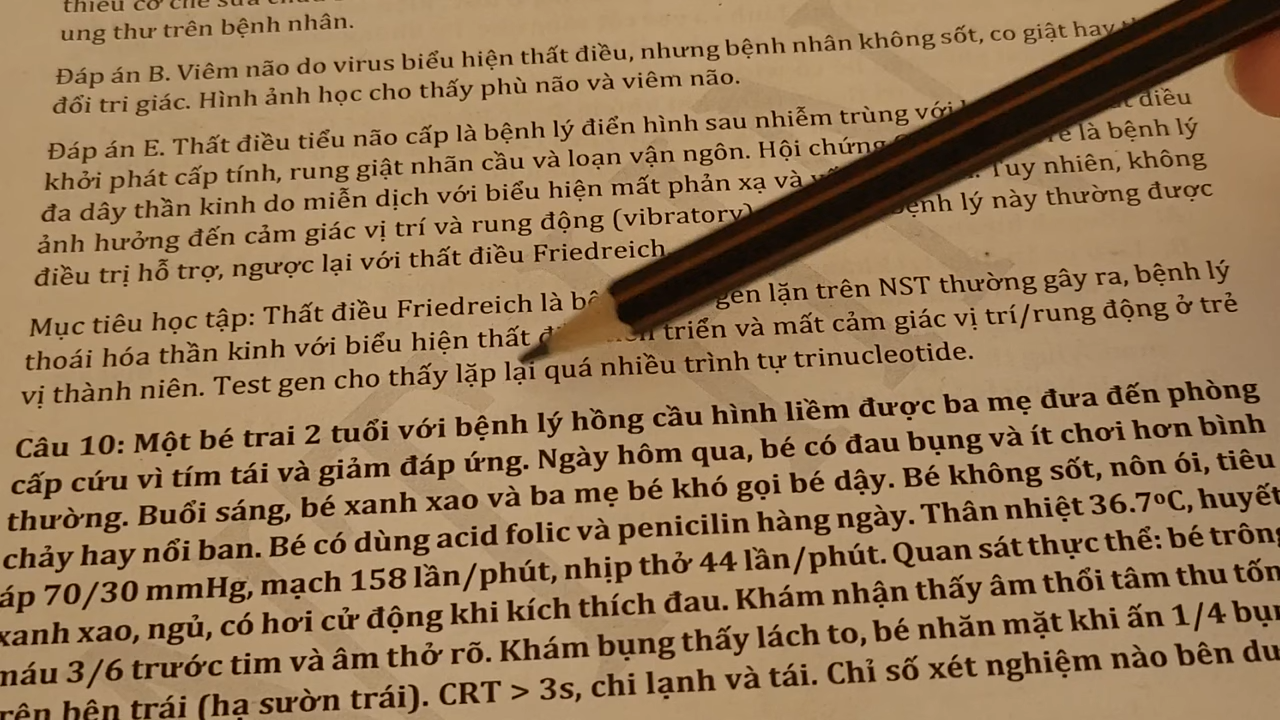 thiếu cơ chế sửa chữa
ung thư trên bệnh nhân.
Đáp án B. Viêm não do virus biểu hiện thất điều, nhưng bệnh nhân không sốt, co giật hay
đổi tri giác. Hình ảnh học cho thấy phù não và viêm não.
Đáp án E. Thất điều tiểu não cấp là bệnh lý điển hình sau nhiễm trùng với điều
khởi phát cấp tính, rung giật nhãn cầu và loạn vận ngôn. Hội chứng là bệnh lý
đa dây thần kinh do miễn dịch với biểu hiện mất phản xạ và Tuy nhiên, không
ảnh hưởng đến cảm giác vị trí và rung động (vibratory) bệnh lý này thường được
điều trị hỗ trợ, ngược lại với thất điều Friedreich.
Mục tiêu học tập: Thất điều Friedreich là gen lặn trên NST thường gây ra, bệnh lý
thoái hóa thần kinh với biểu hiện thất triển và mất cảm giác vị trí/rung động ở trẻ
vị thành niên. Test gen cho thấy lặp lại quá nhiều trình tự trinucleotide.
Câu 10: Một bé trai 2 tuổi với bệnh lý hồng cầu hình liềm được ba mẹ đưa đến phòng
cấp cứu vì tím tái và giảm đáp ứng. Ngày hôm qua, bé có đau bụng và ít chơi hơn bình
thường. Buổi sáng, bé xanh xao và ba mẹ bé khó gọi bé dậy. Bé không sốt, nôn ói, tiêu
chảy hay nổi ban. Bé có dùng acid folic và penicilin hàng ngày. Thân nhiệt 36.7ºC, huyết
áp 70/30 mmHg, mạch 158 lần/phút, nhịp thở 44 lần/phút. Quan sát thực thể: bé trông
xanh xao, ngủ, có hơi cử động khi kích thích đau. Khám nhận thấy âm thổi tâm thu tống
máu 3/6 trước tim và âm thở rõ. Khám bụng thấy lách to, bé nhăn mặt khi ấn 1/4 bụng
trên bên trái (hạ sườn trái). CRT > 3s, chi lạnh và tái. Chỉ số xét nghiệm nào bên